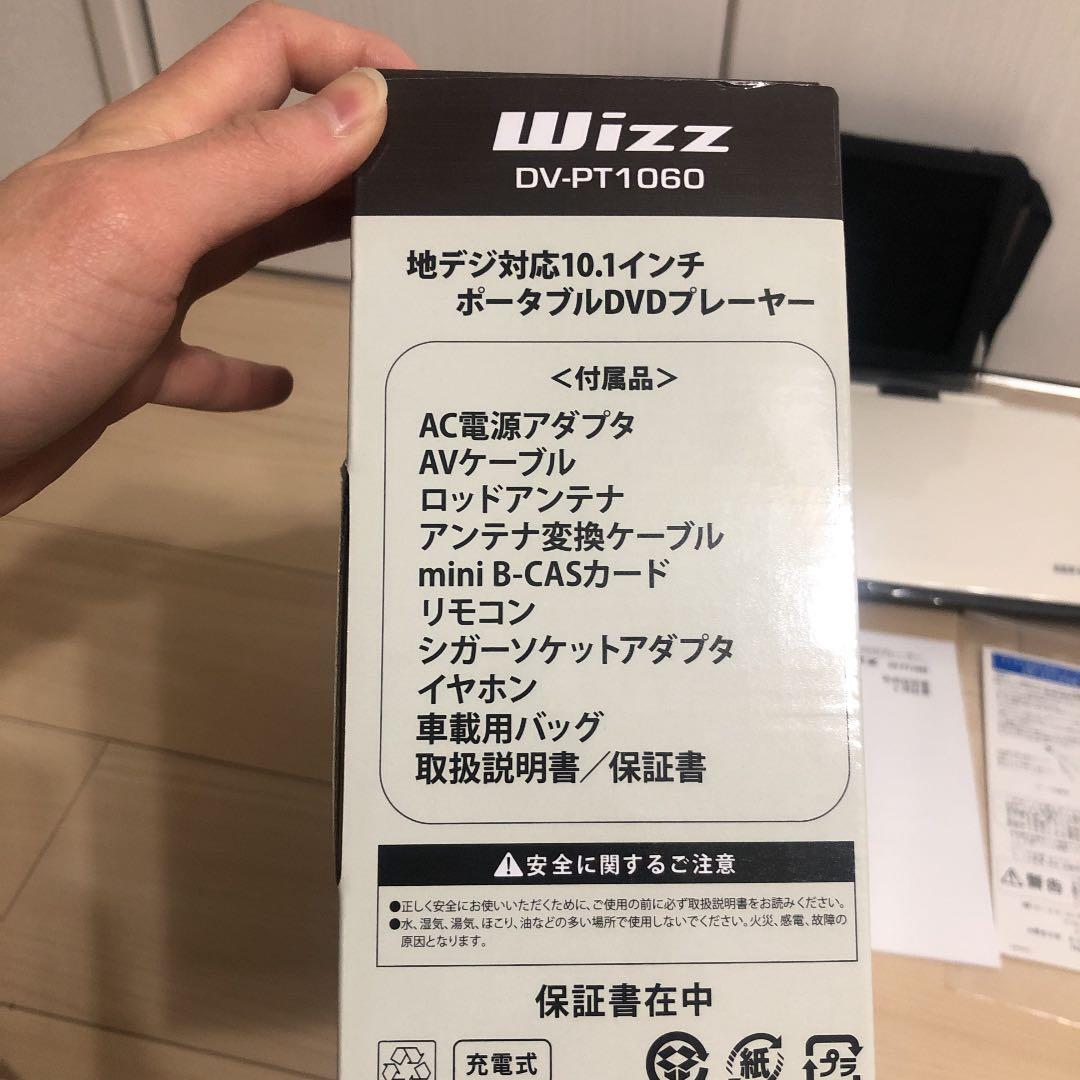 Wizz
DV-PT1060
地デジ対応10.1インチ
ポータブルDVDプレーヤー
＜付属品＞
AC電源アダプタ
AVケーブル
ロッドアンテナ
アンテナ変換ケーブル
mini B-CASカード
リモコン
シガーソケットアダプタ
イヤホン
車載用バッグ
取扱説明書／保証書
安全に関するご注意
●正しく安全にお使いいただくために、ご使用の前に必ず取扱説明書をお読みください。
●水、湿気、湯気、ほこり、油などの多い場所で使用しないでください。火災、感電、故障の
原因となります。
保証書在中
充電式
紙
プラ
警告